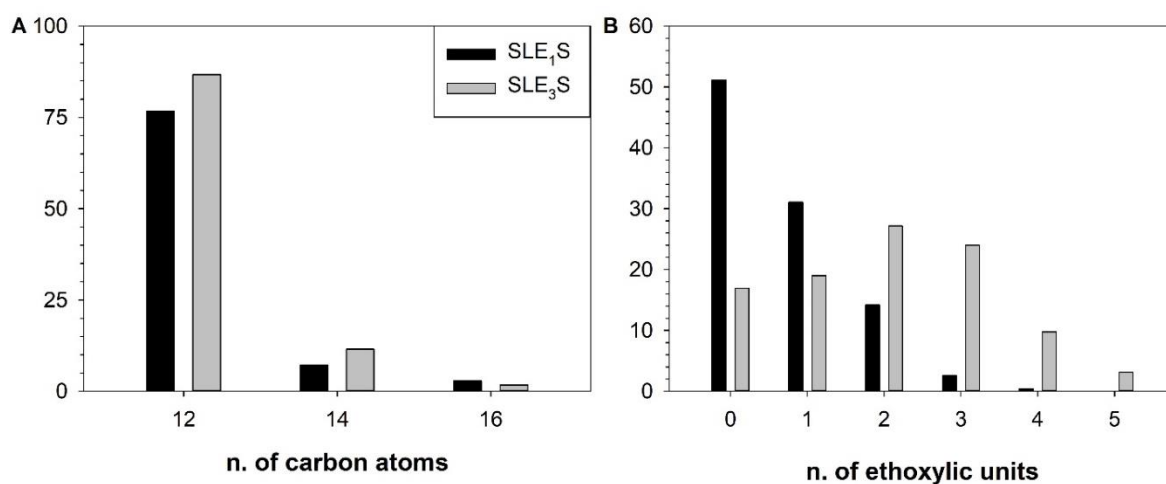 A
100
75
50
25
0
SLE₁S
SLE₃S
12 14 16
n. of carbon atoms
B
60
50
40
30
20
10
0
0 1 2 3 4 5
n. of ethoxylic units